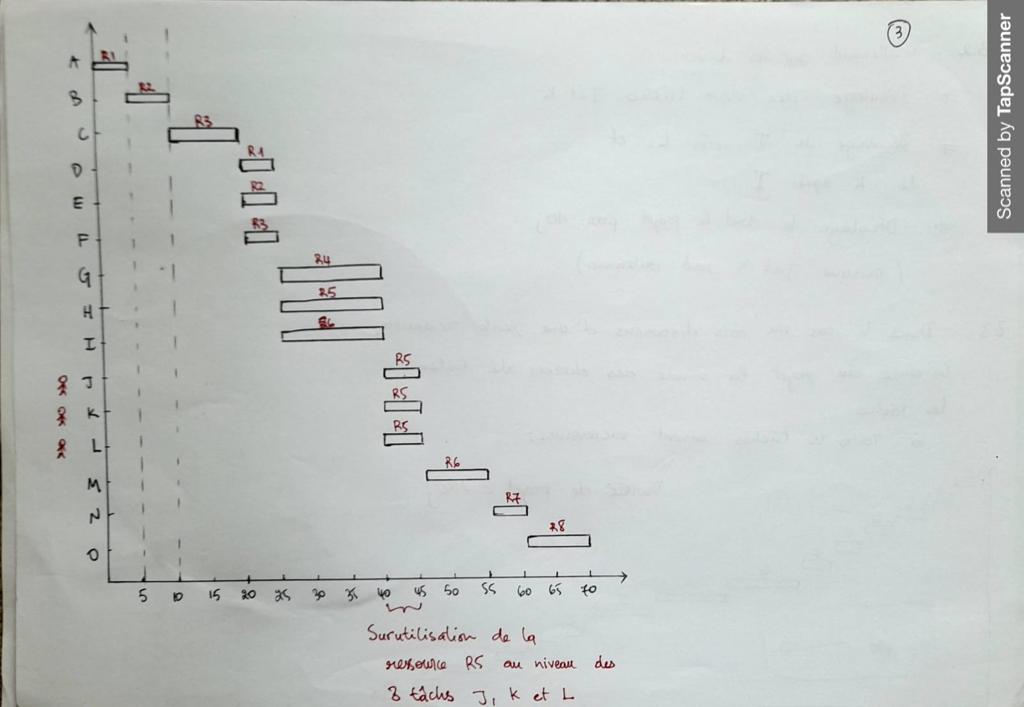 3
Scanned by TapScanner
A R1
B R2
C R3
D R1
E R2
F R3
G R4
H R5
I R6
J R5
K R5
L R5
M R6
N R7
O R8
5 10 15 20 25 30 35 40 45 50 55 60 65 70
Surutilisation de la
ressource R5 au niveau des
3 tâchs J, K et L